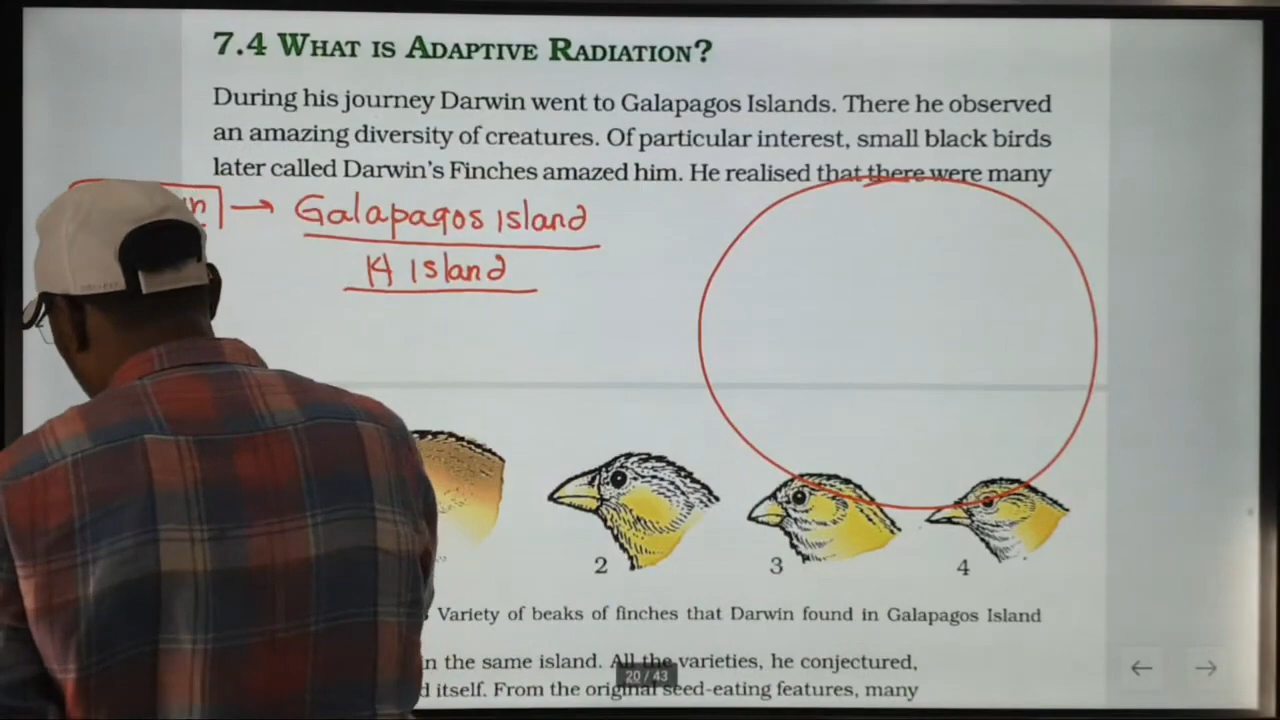 7.4 WHAT IS ADAPTIVE RADIATION?
During his journey Darwin went to Galapagos Islands. There he observed
an amazing diversity of creatures. Of particular interest, small black birds
later called Darwin's Finches amazed him. He realised that there were many
→ Galapagos island
14 Island
2
3
4
Variety of beaks of finches that Darwin found in Galapagos Island
in the same island. All the varieties, he conjectured,
20 / 43
itself. From the original seed-eating features, many
← →